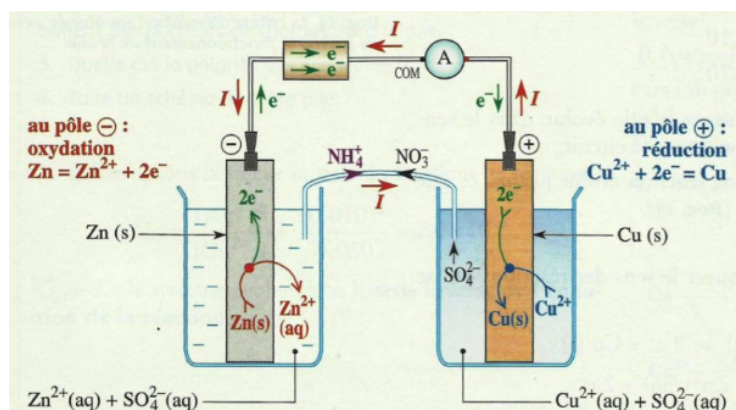 I
e⁻
e⁻
A
COM
I
e⁻
e⁻
I
au pôle ⊖ :
oxydation
Zn = Zn²⁺ + 2e⁻
⊖
NH₄⁺
NO₃⁻
I
⊕
au pôle ⊕ :
réduction
Cu²⁺ + 2e⁻ = Cu
2e⁻
2e⁻
Zn (s)
Cu (s)
SO₄²⁻
Zn²⁺
(aq)
Zn(s)
Cu(s)
Cu²⁺
Zn²⁺(aq) + SO₄²⁻(aq)
Cu²⁺(aq) + SO₄²⁻(aq)